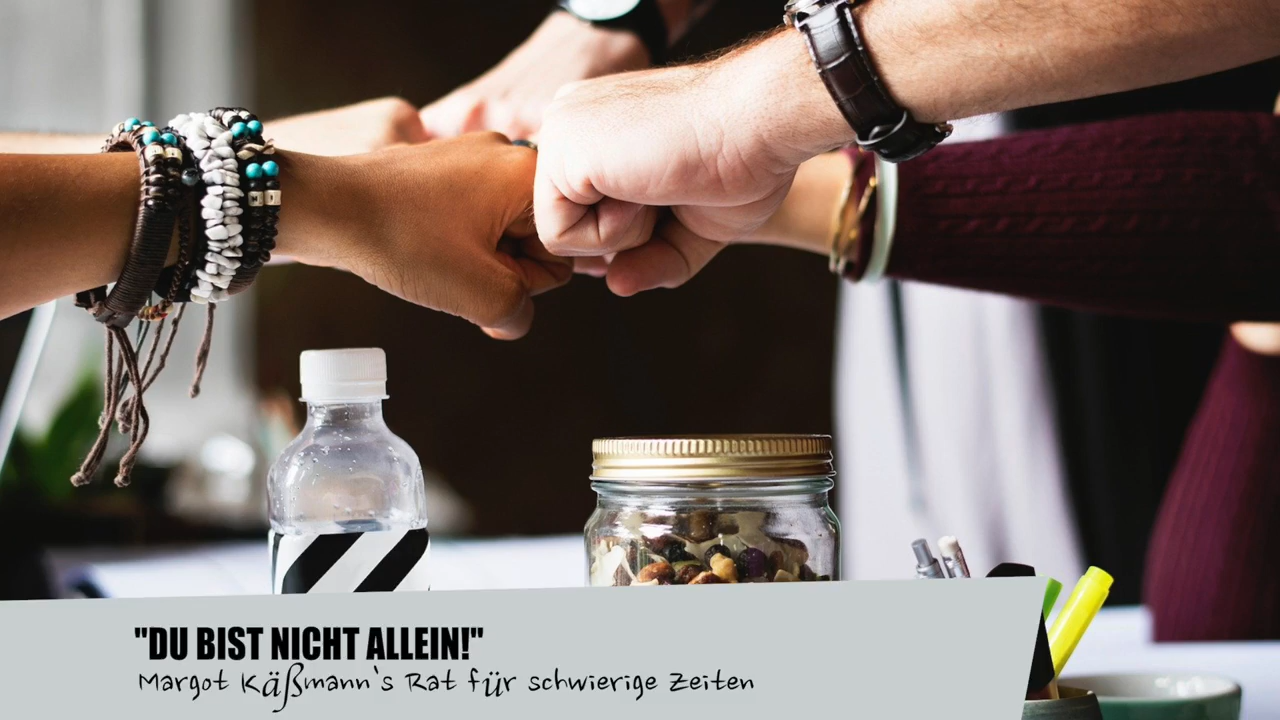 "DU BIST NICHT ALLEIN!"
Margot Käßmann`s Rat für schwierige Zeiten